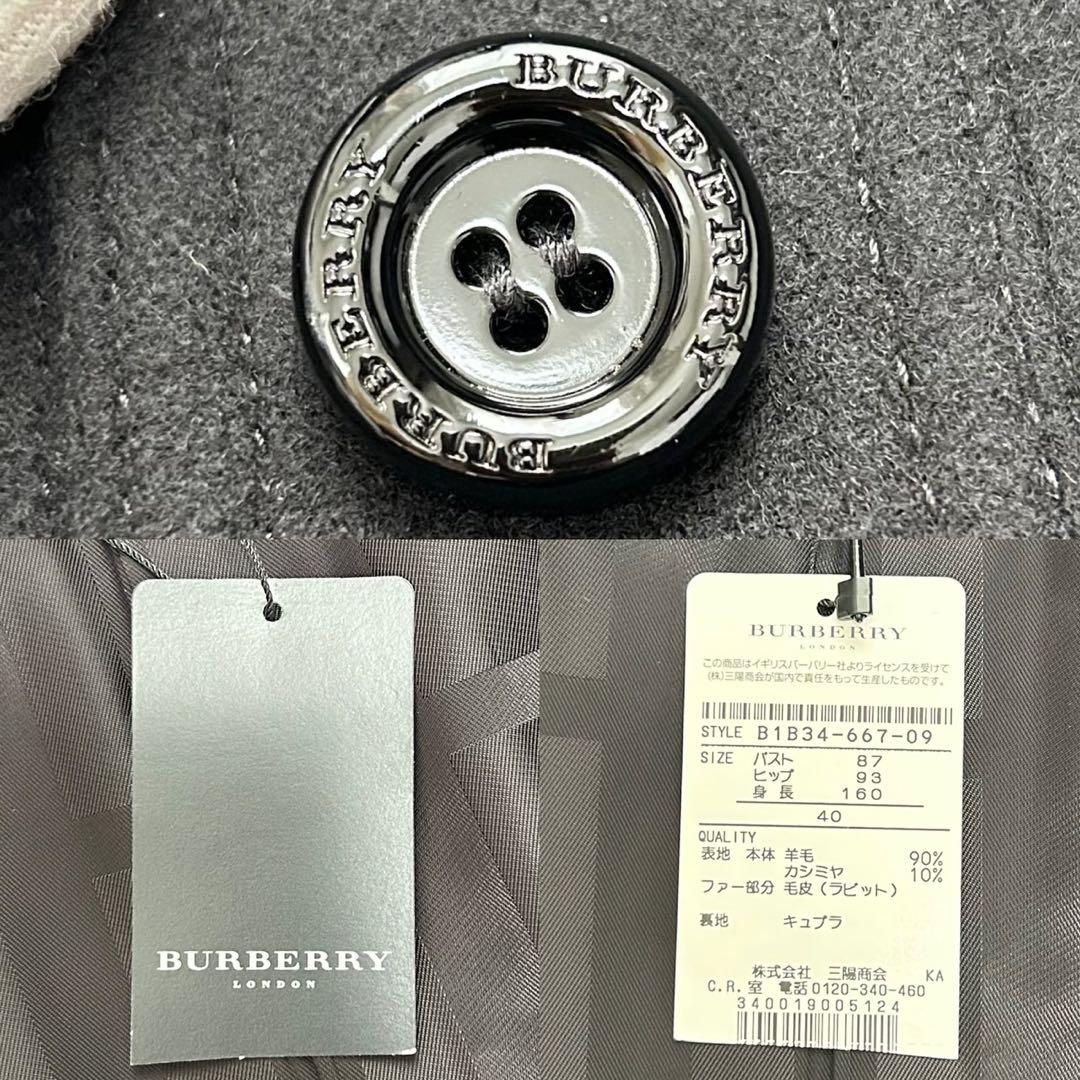 BURBERRY
BURBERRY
BURBERRY
LONDON
BURBERRY
LONDON
この商品はイギリスバーバリー社よりライセンスを受けて
(株)三陽商会が国内で責任をもって生産したものです。
STYLE B1B34-667-09
SIZE バスト 87
ヒップ 93
身長 160
40
QUALITY
表地 本体 羊毛 90%
カシミヤ 10%
ファー部分 毛皮(ラビット)
裏地 キュプラ
株式会社 三陽商会 KA
C.R.室 電話0120-340-460
340019005124